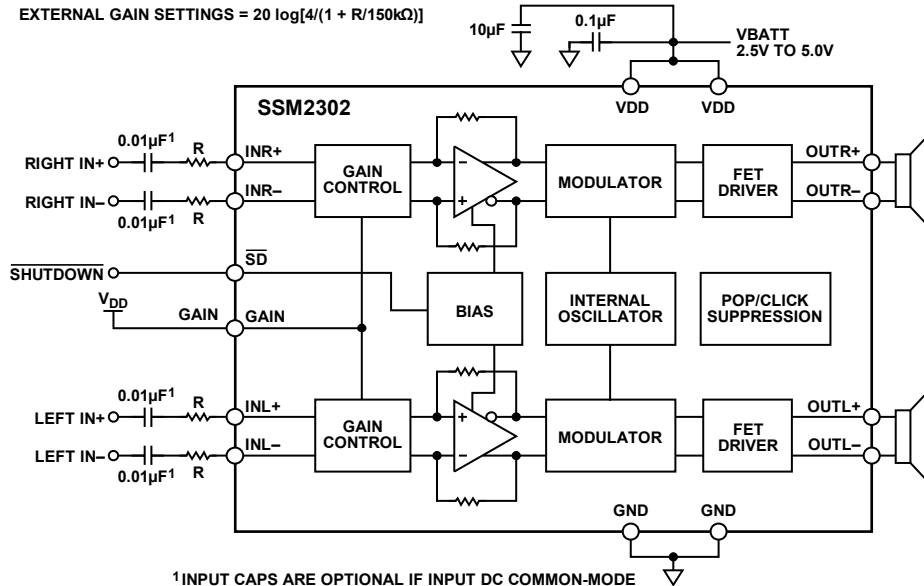 EXTERNAL GAIN SETTINGS = 20 log[4/(1 + R/150kΩ)]
10µF
0.1µF
VBATT
2.5V TO 5.0V
VDD
VDD
SSM2302
0.01µF1
R
RIGHT IN+
INR+
RIGHT IN–
INR–
0.01µF1
R
GAIN CONTROL
MODULATOR
FET DRIVER
OUTR+
OUTR–
SHUTDOWN
SD
VDD
GAIN
GAIN
BIAS
INTERNAL OSCILLATOR
POP/CLICK SUPPRESSION
0.01µF1
R
LEFT IN+
INL+
LEFT IN–
INL–
0.01µF1
R
GAIN CONTROL
MODULATOR
FET DRIVER
OUTL+
OUTL–
GND
GND
1 INPUT CAPS ARE OPTIONAL IF INPUT DC COMMON-MODE